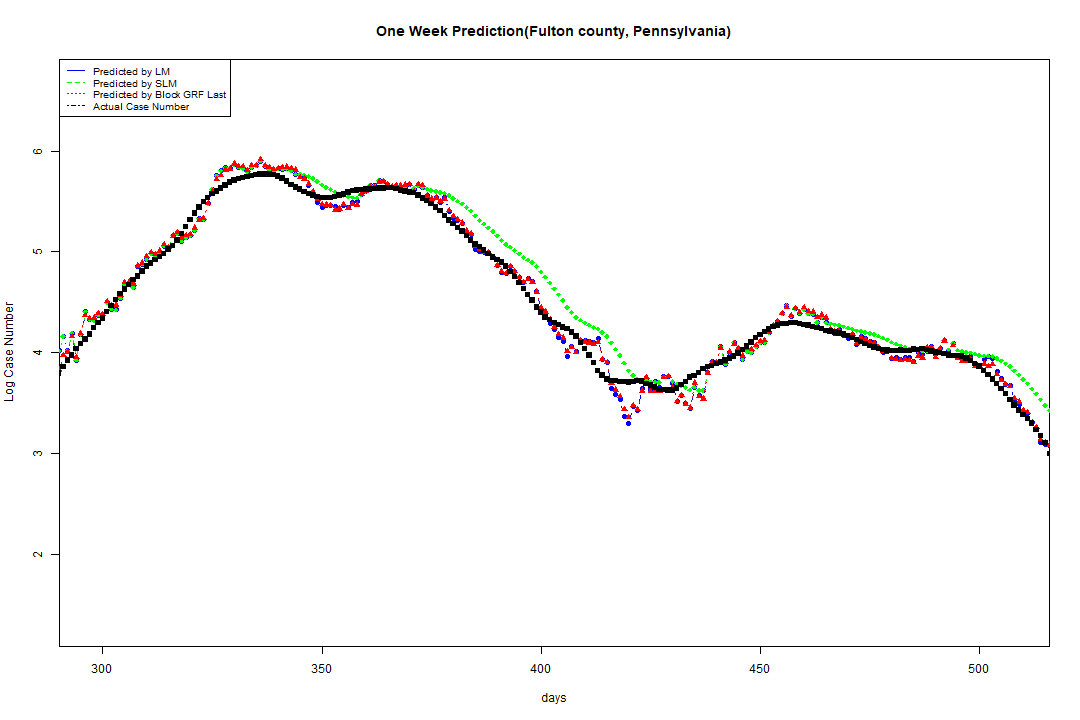 One Week Prediction(Fulton county, Pennsylvania)
Predicted by LM
Predicted by SLM
Predicted by Block GRF Last
Actual Case Number
6
5
4
3
2
Log Case Number
300
350
400
450
500
days